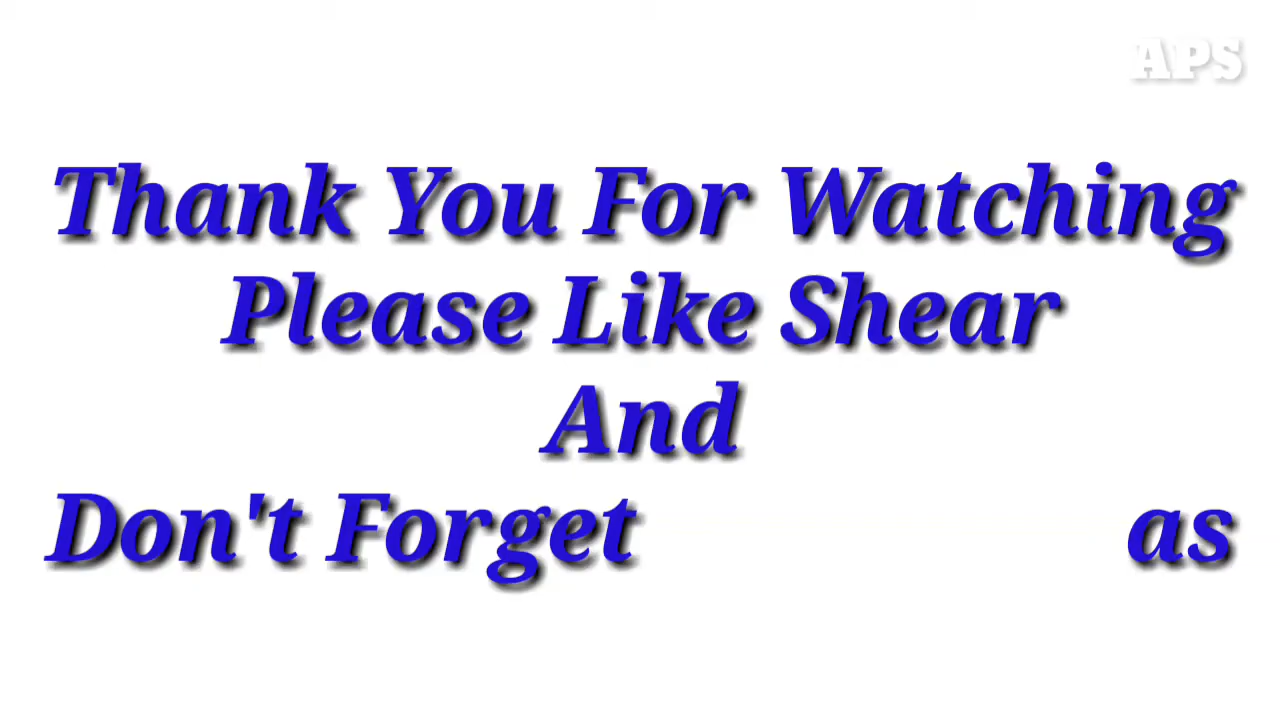 APS
Thank You For Watching
Please Like Shear
And
Don't Forget as